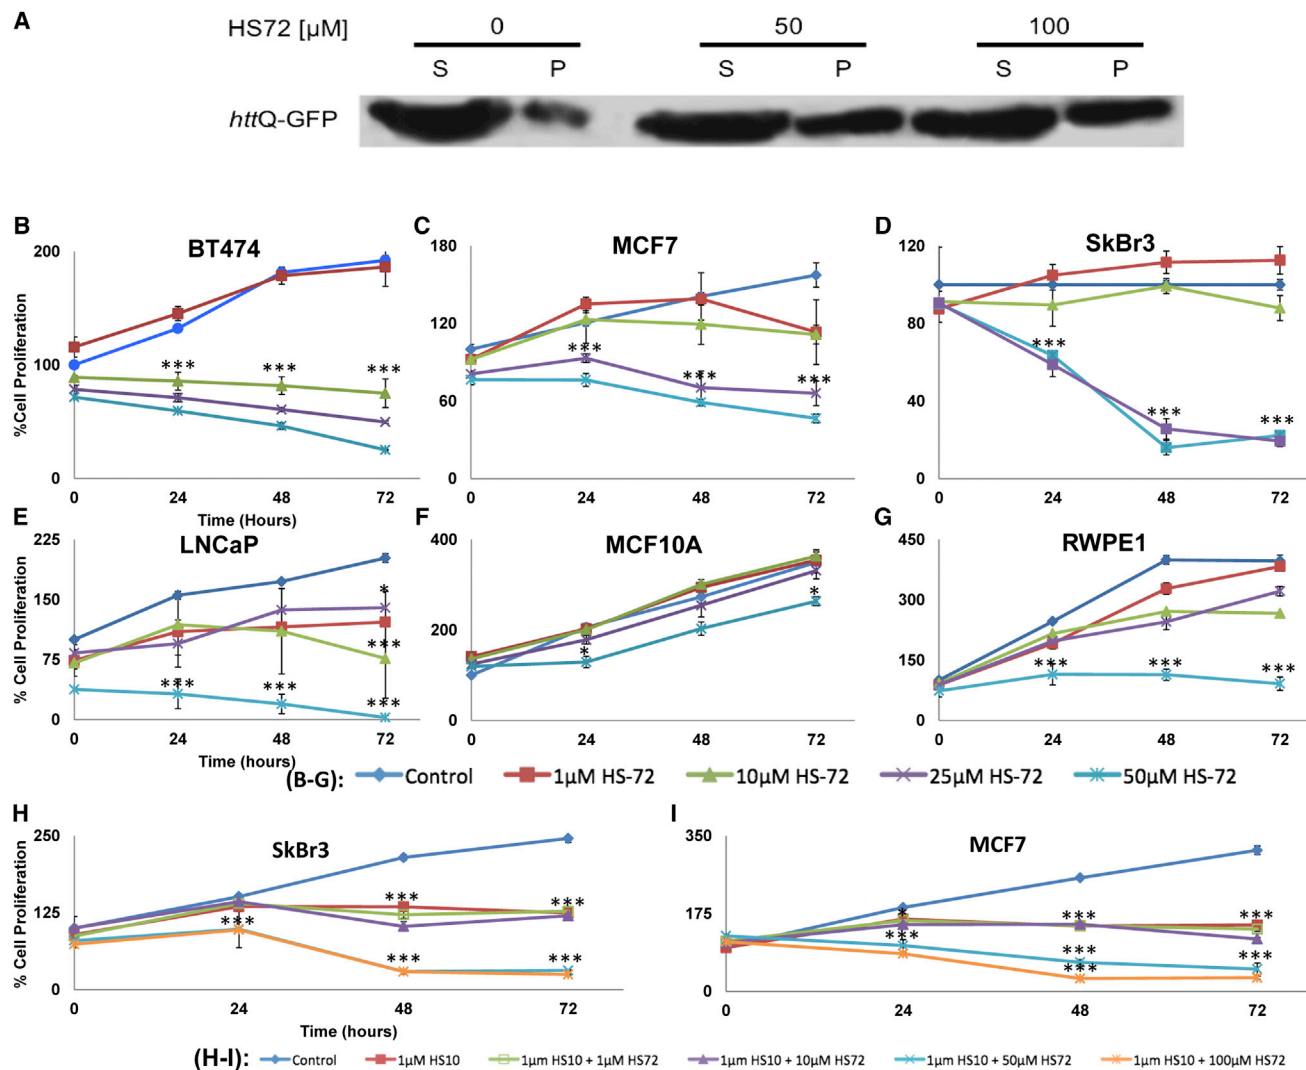 A
HS72 [µM] 0 50 100
S P S P S P
httQ-GFP
B C D
BT474 MCF7 SkBr3
%Cell Proliferation
200
100
0
0 24 48 72
Time (Hours)
180
120
60
0
0 24 48 72
120
80
40
0
0 24 48 72
*** *** ***
*** *** ***
*** *** ***
E F G
LNCaP MCF10A RWPE1
% Cell Proliferation
225
150
75
0
0 24 48 72
Time (hours)
400
200
0
0 24 48 72
450
300
150
0
0 24 48 72
*** *** * *** ***
* *
*** *** ***
(B-G): Control 1µM HS-72 10µM HS-72 25µM HS-72 50µM HS-72
H I
SkBr3 MCF7
% Cell Proliferation
250
125
0
0 24 48 72
Time (hours)
350
175
0
0 24 48 72
*** *** *** *** ***
* *** *** *** *** *** ***
(H-I): Control 1µM HS10 1µm HS10 + 1µM HS72 1µm HS10 + 10µM HS72 1µm HS10 + 50µM HS72 1µm HS10 + 100µM HS72